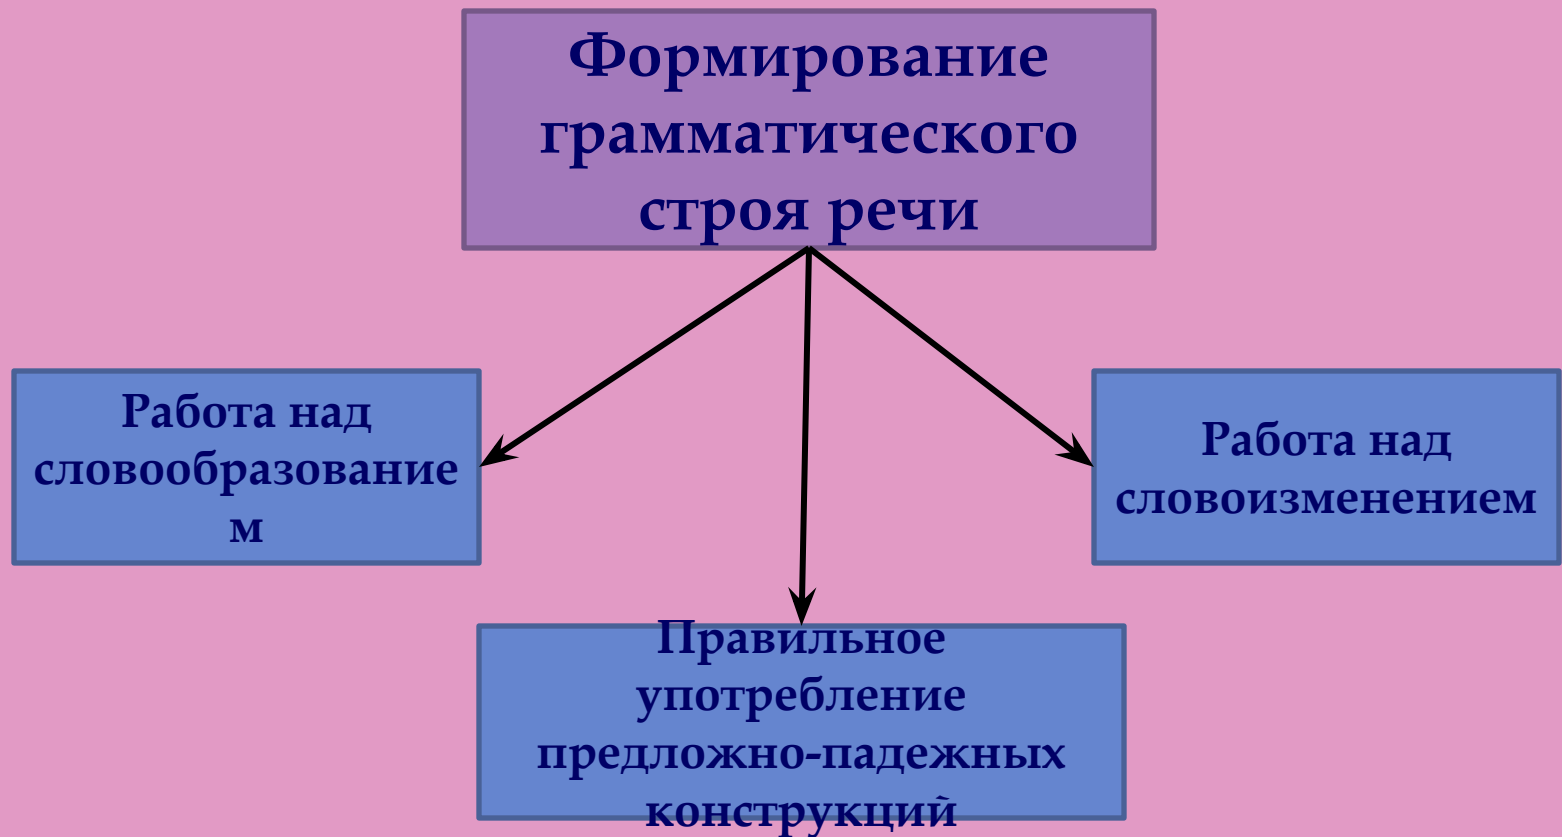 Формирование
грамматического
строя речи
Работа над
словообразование
м
Работа над
словоизменением
Правильное
употребление
предложно-падежных
конструкций